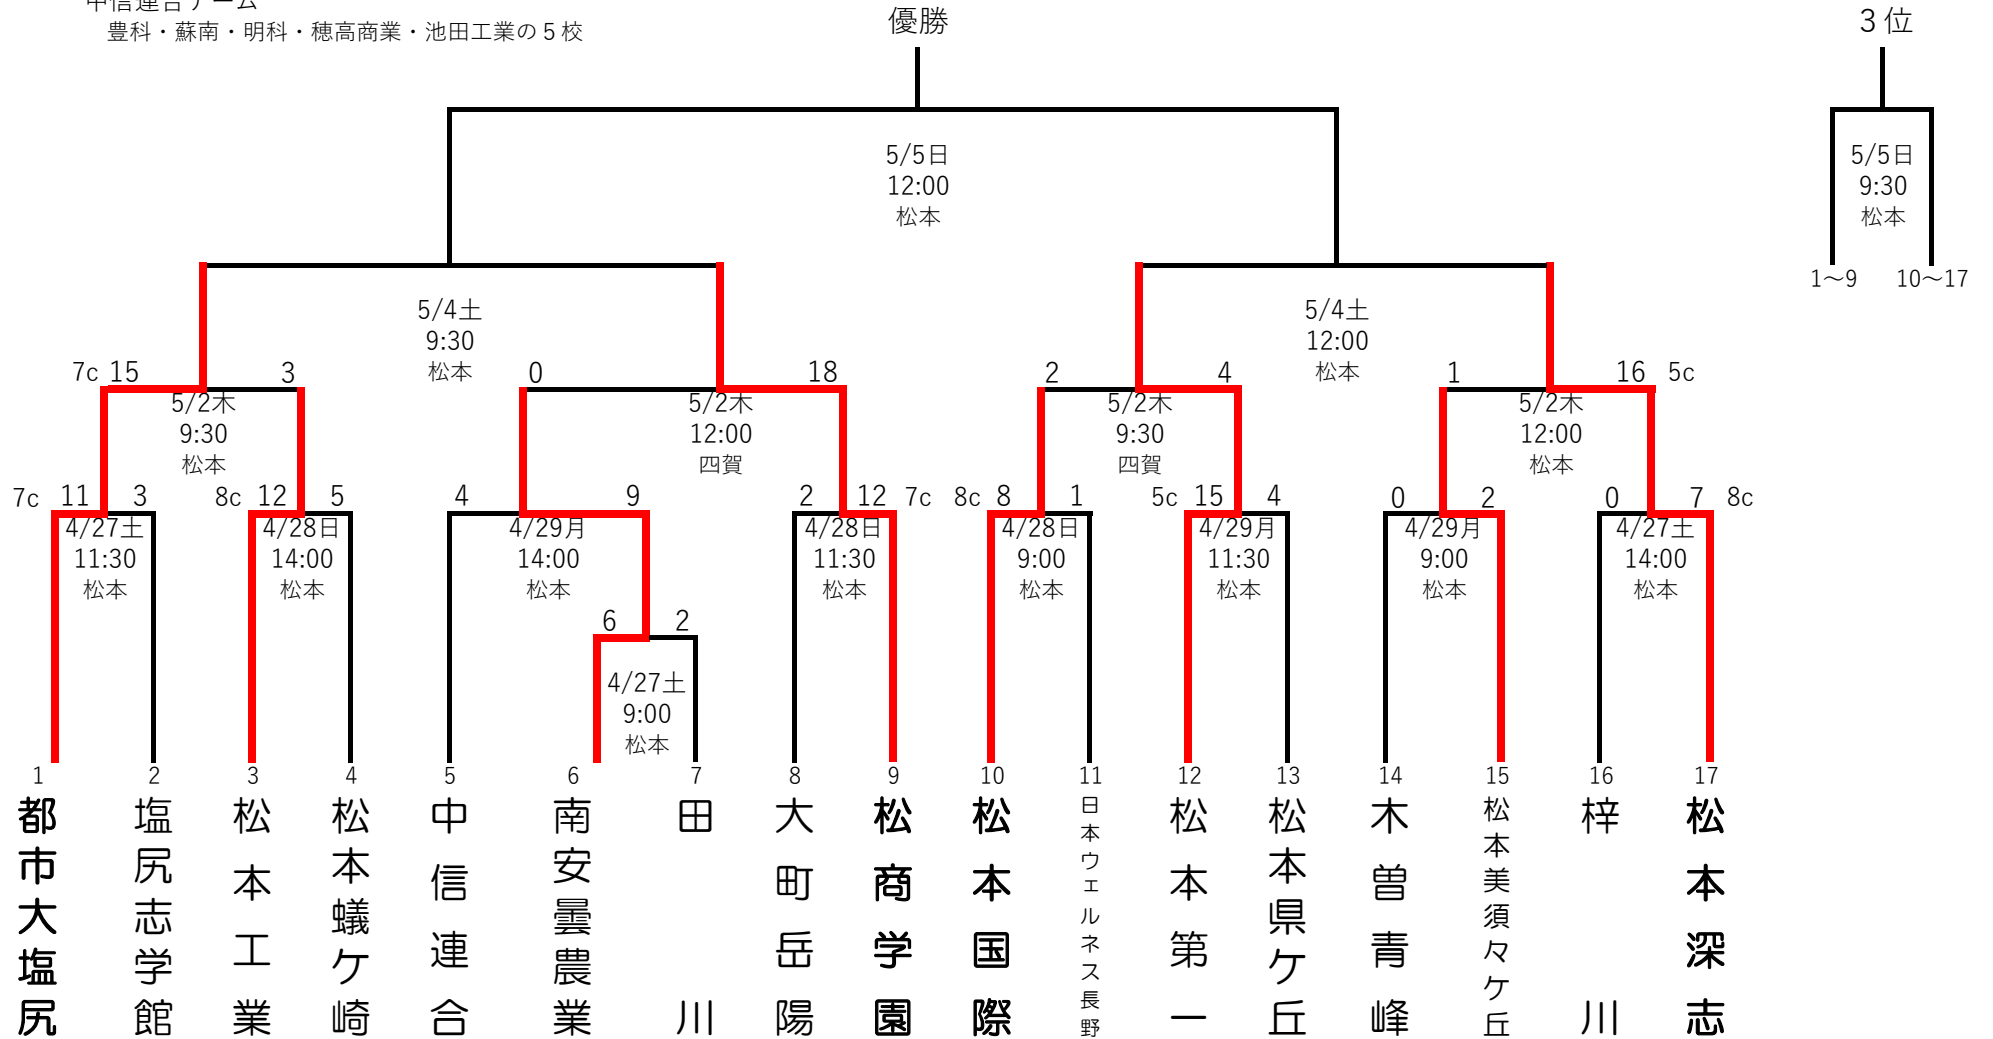 中信連合チーム
豊科・蘇南・明科・穂高商業・池田工業の5校
優勝
3位
5/5日
12:00
松本
5/5日
9:30
松本
1～9
10～17
5/4土
9:30
松本
5/4土
12:00
松本
7c 15
3
0
18
2
4
1
16 5c
5/2木
9:30
松本
5/2木
12:00
四賀
5/2木
9:30
四賀
5/2木
12:00
松本
7c 11
3
8c 12
5
4
9
2
12 7c
8c 8
1
5c 15
4
0
2
0
7 8c
4/27土
11:30
松本
4/28日
14:00
松本
4/29月
14:00
松本
4/28日
11:30
松本
4/28日
9:00
松本
4/29月
11:30
松本
4/29月
9:00
松本
4/27土
14:00
松本
6
2
4/27土
9:00
松本
1
都市大塩尻
2
塩尻志学館
3
松本工業
4
松本蟻ケ崎
5
中信連合
6
南安曇農業
7
田川
8
大町岳陽
9
松商学園
10
松本国際
11
日本ウェルネス長野
12
松本第一
13
松本県ケ丘
14
木曽青峰
15
松本美須々ケ丘
16
梓川
17
松本深志